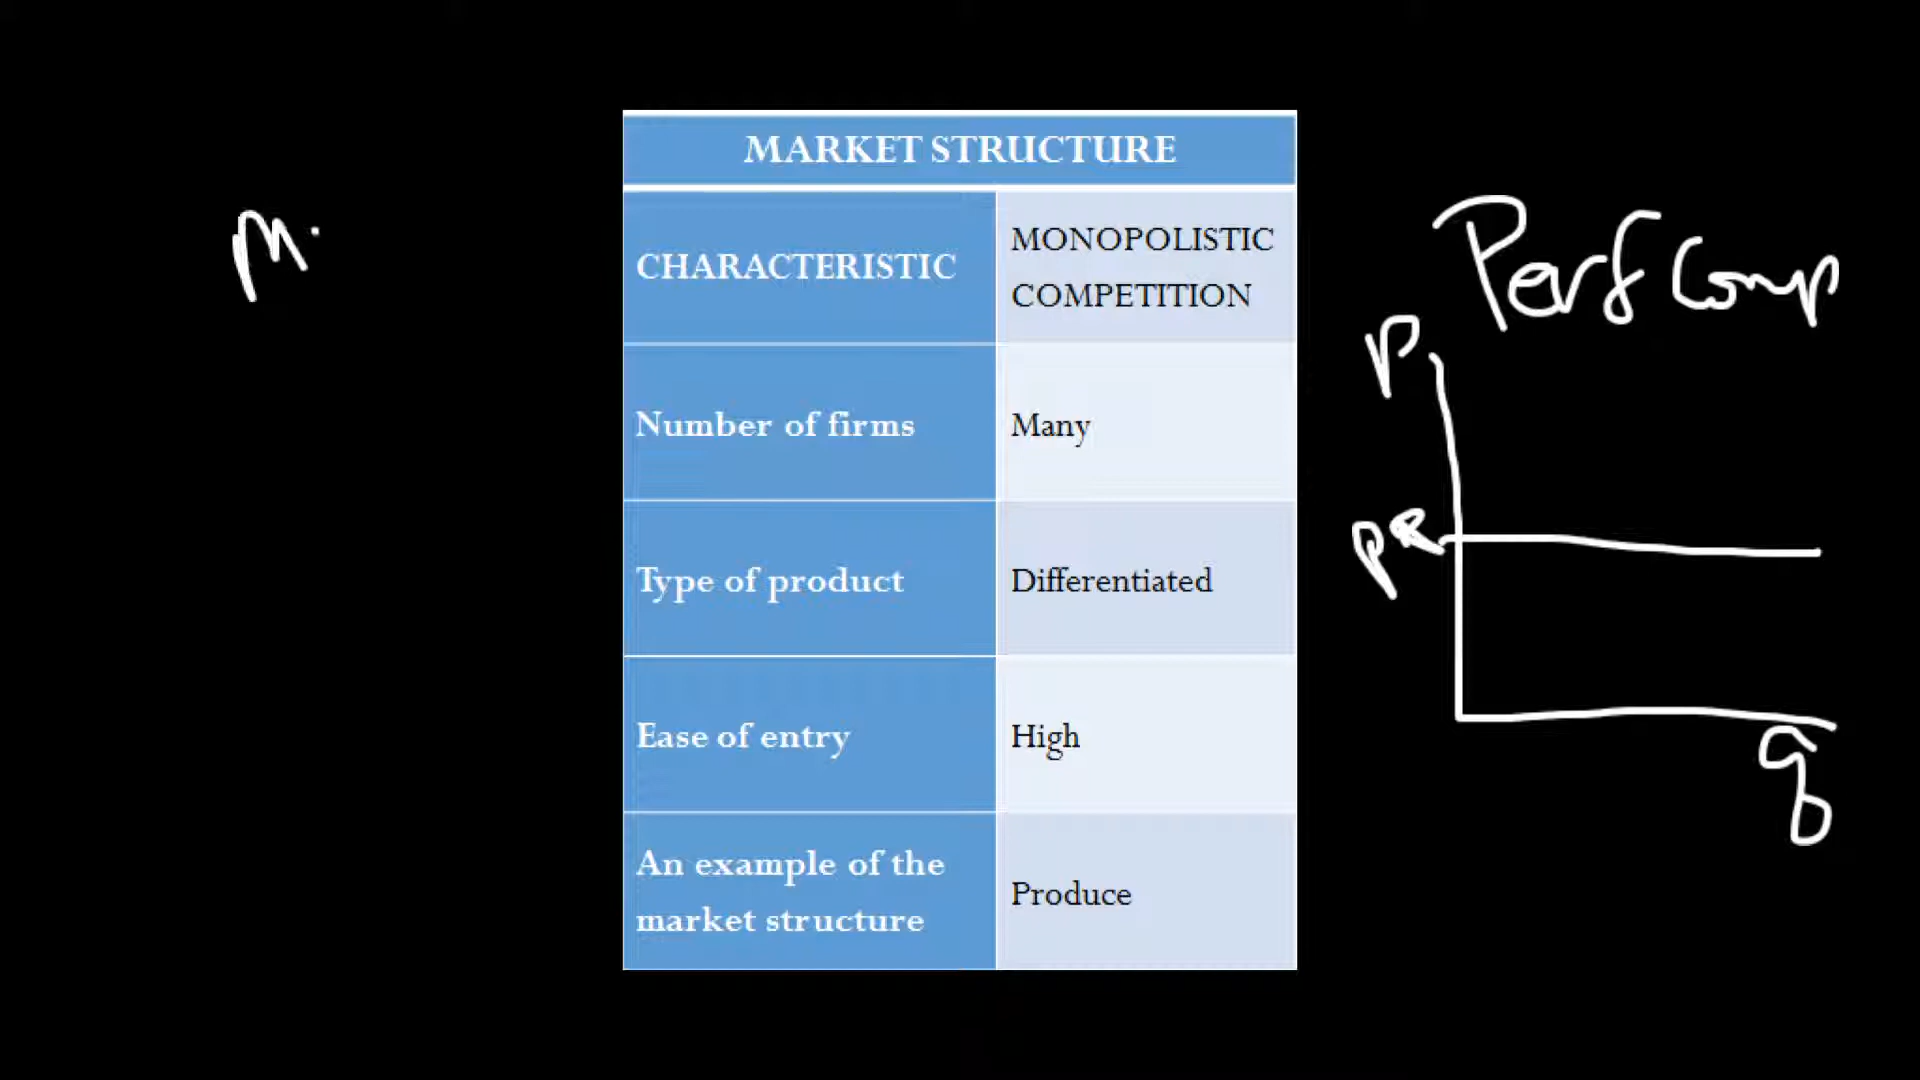 M.
MARKET STRUCTURE
CHARACTERISTIC
MONOPOLISTIC
COMPETITION
Number of firms
Many
Type of product
Differentiated
Ease of entry
High
An example of the
market structure
Produce
Perf Comp
P
P*
q